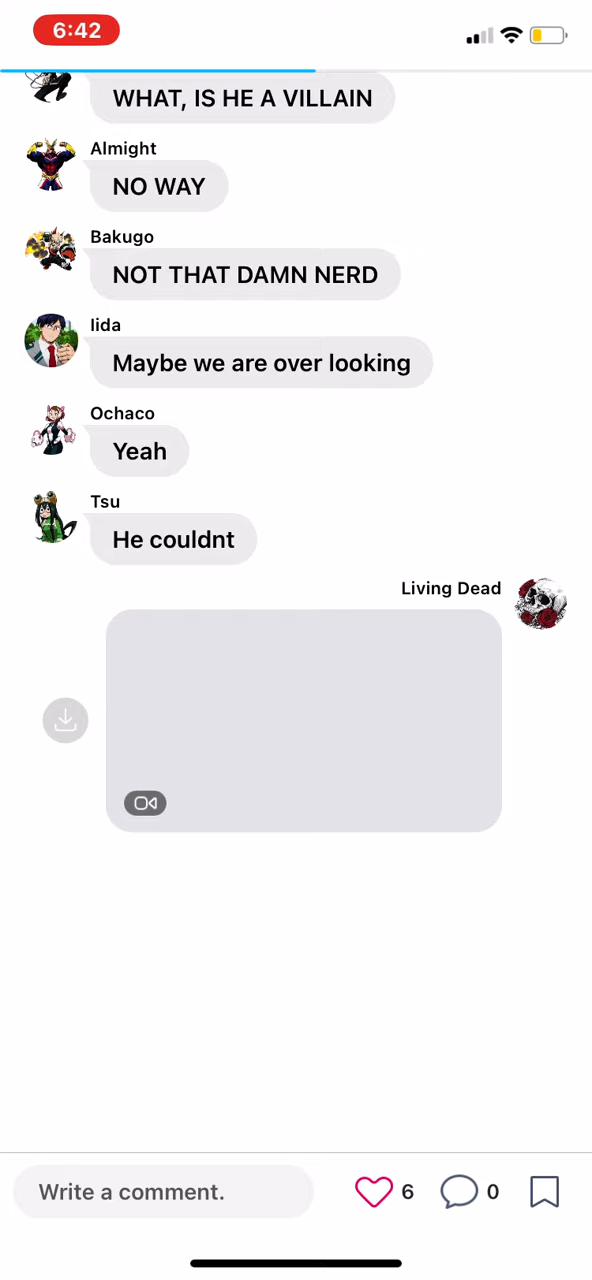 6:42
WHAT, IS HE A VILLAIN
Almight
NO WAY
Bakugo
NOT THAT DAMN NERD
Iida
Maybe we are over looking
Ochaco
Yeah
Tsu
He couldnt
Living Dead
Write a comment.
6
0